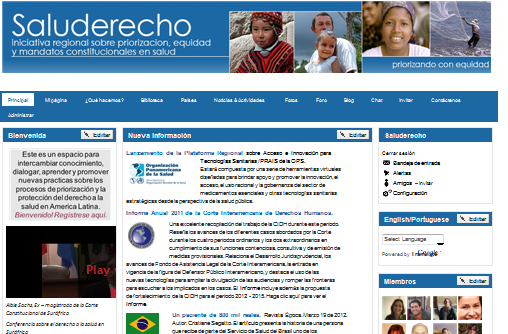 Saluderecho
iniciativa regional sobre priorizacion, equidad
y mandatos constitucionales en salud
priorizando con equidad
Principal
Mi página
¿Qué hacemos?
Biblioteca
Países
Noticias & Actividades
Fotos
Foro
Blog
Chat
Invitar
Contáctenos
Administrar
Bienvenida
Editar
Este es un espacio para
intercambiar conocimiento,
dialogar, aprender y promover
nuevas practicas sobre los
procesos de priorización y la
protección del derecho a la
salud en America Latina.
Bienvenido! Registrese aquí.
Play
Albie Sachs, Ex – magistrado de la Corte
Constitucional de Surdáfrica
Conferencia sobre el derecho a la salud en
Surdáfrica
Nueva Información
Editar
Lanzamiento de la Plataforma Regional sobre Acceso e Innovación para
Tecnologías Sanitarias / PRAIS de la OPS.
Organización
Panamericana
de la Salud
Estará compuesta por una serie de herramientas virtuales
diseñadas para brindar apoyo y promover la innovación, el
acceso, el uso racional y la gobernanza del sector de
medicamentos esenciales y otras tecnologías sanitarias
estratégicas desde la perspectiva de la salud pública.
Informe Anual 2011 de la Corte Interamericana de Derechos Humanos.
Una excelente recopilación del trabajo de la CIDH durante este período.
Reseña los avances de los diferentes casos abordados por la Corte
durante los cuatro períodos ordinarios y los dos extraordinarios en
cumplimiento de sus funciones contenciosa, consultiva y de emisión de
medidas provisionales. Relaciona el Desarrollo Jurisprudencial, los
avances de Fondo de Asistencia Legal de la Corte Interamericana, la entrada en
vigencia de la figura del Defensor Público Interamericano, y destaca el uso de las
nuevas tecnologías para ampliar la divulgación de las audiencias y romper las fronteras
para escuchar a los implicados en los casos. El Informe incluye además la propuesta
de fortalecimiento de la CIDH para el período 2012 - 2015. Haga clic aquí para ver el
informe.
Un paciente de 800 mil reales. Revista Época. Marzo 19 de 2012.
Autor: Cristiane Segatto. El artículo presenta la historia de una persona
que recibe parte de Servicio del Brasil uno de los
Saluderecho
Cerrar sesión
Bandeja de entrada
Alertas
Amigos – Invitar
Configuración
English/Portuguese
Editar
Select Language
Powered by
Miembros
Editar